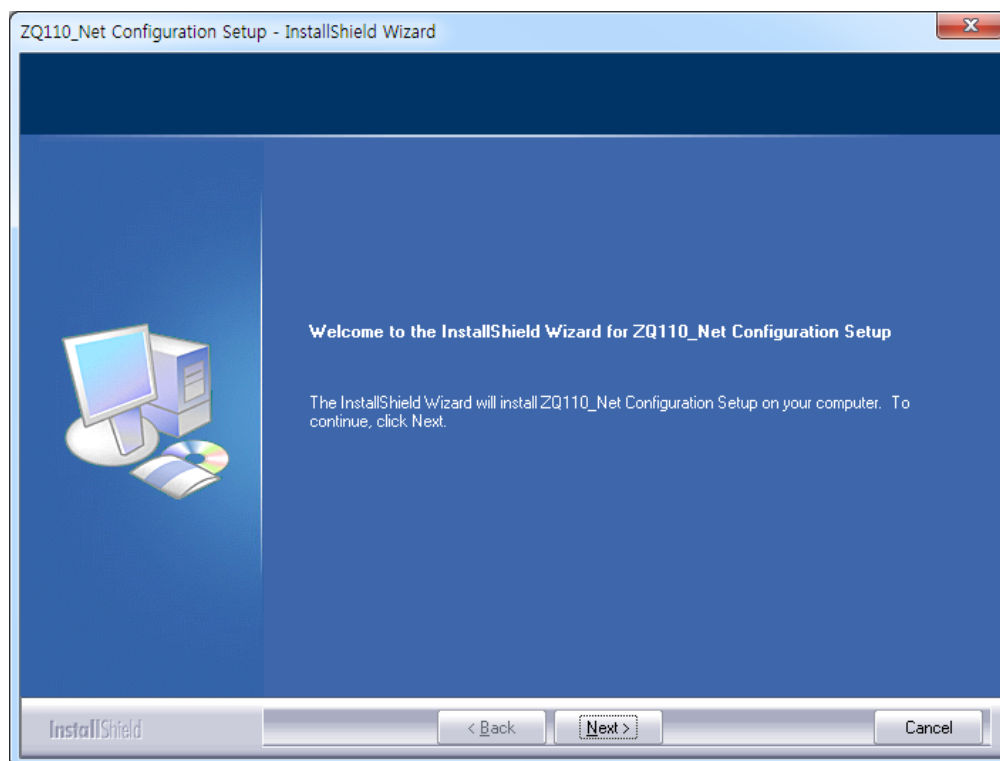 ZQ110_Net Configuration Setup - InstallShield Wizard
Welcome to the InstallShield Wizard for ZQ110_Net Configuration Setup
The InstallShield Wizard will install ZQ110_Net Configuration Setup on your computer.  To
continue, click Next.
InstallShield
< Back
Next >
Cancel